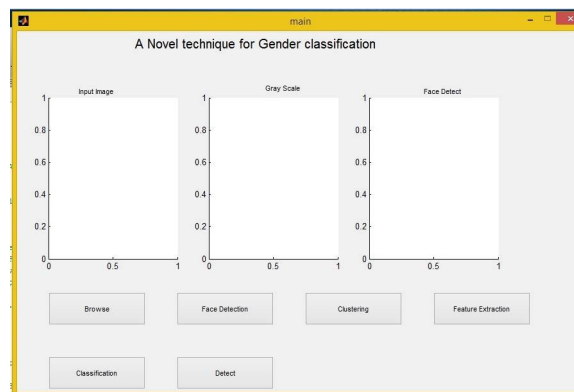 main
A Novel technique for Gender classification
Input Image
Gray Scale
Face Detect
1
0.8
0.6
0.4
0.2
0
0 0.5 1
1
0.8
0.6
0.4
0.2
0
0 0.5 1
1
0.8
0.6
0.4
0.2
0
0 0.5 1
Browse
Face Detection
Clustering
Feature Extraction
Classification
Detect